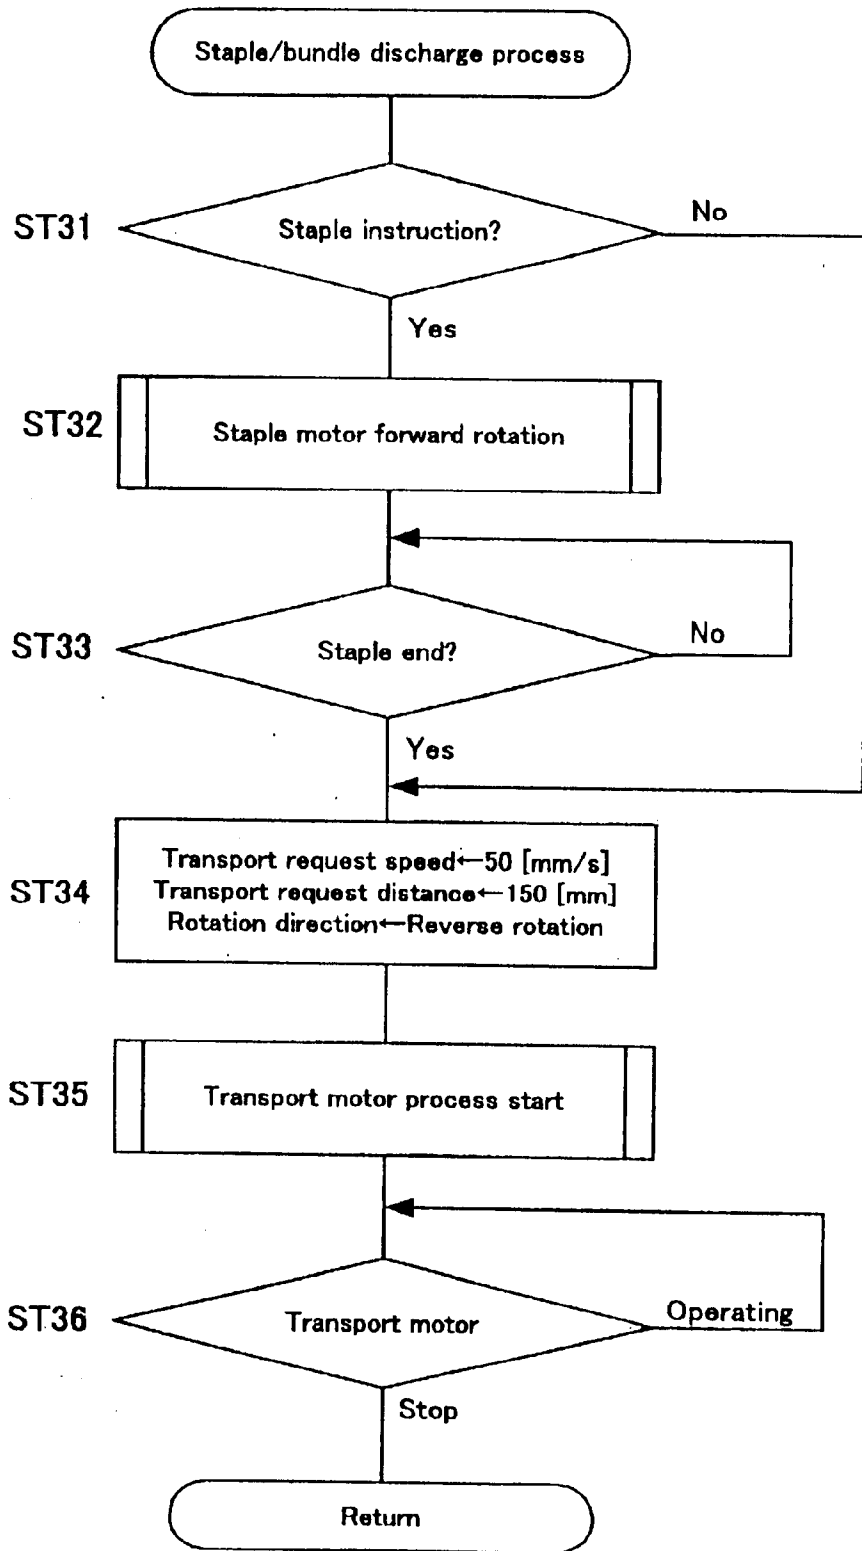 Staple/bundle discharge process
ST31
Staple instruction?
No
Yes
ST32
Staple motor forward rotation
ST33
Staple end?
No
Yes
ST34
Transport request speed←50 [mm/s]
Transport request distance←150 [mm]
Rotation direction←Reverse rotation
ST35
Transport motor process start
ST36
Transport motor
Operating
Stop
Return